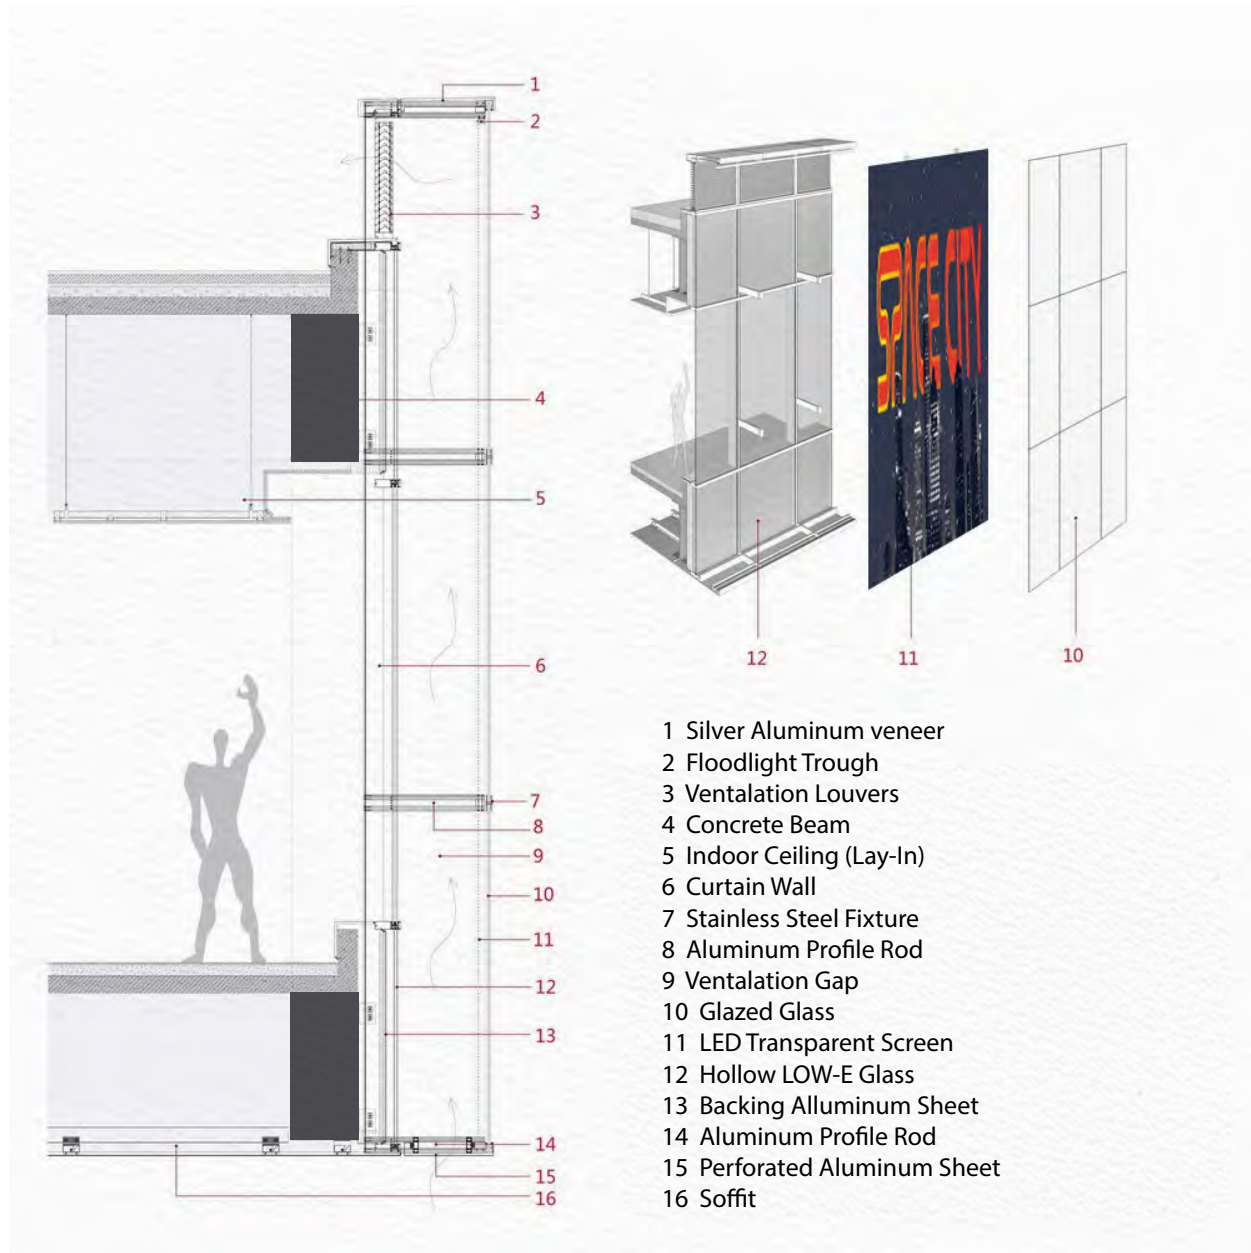 1
2
3
4
5
6
7
8
9
10
11
12
13
14
15
16
SPACE CITY
12
11
10
1 Silver Aluminum veneer
2 Floodlight Trough
3 Ventalation Louvers
4 Concrete Beam
5 Indoor Ceiling (Lay-In)
6 Curtain Wall
7 Stainless Steel Fixture
8 Aluminum Profile Rod
9 Ventalation Gap
10 Glazed Glass
11 LED Transparent Screen
12 Hollow LOW-E Glass
13 Backing Alluminum Sheet
14 Aluminum Profile Rod
15 Perforated Aluminum Sheet
16 Soffit